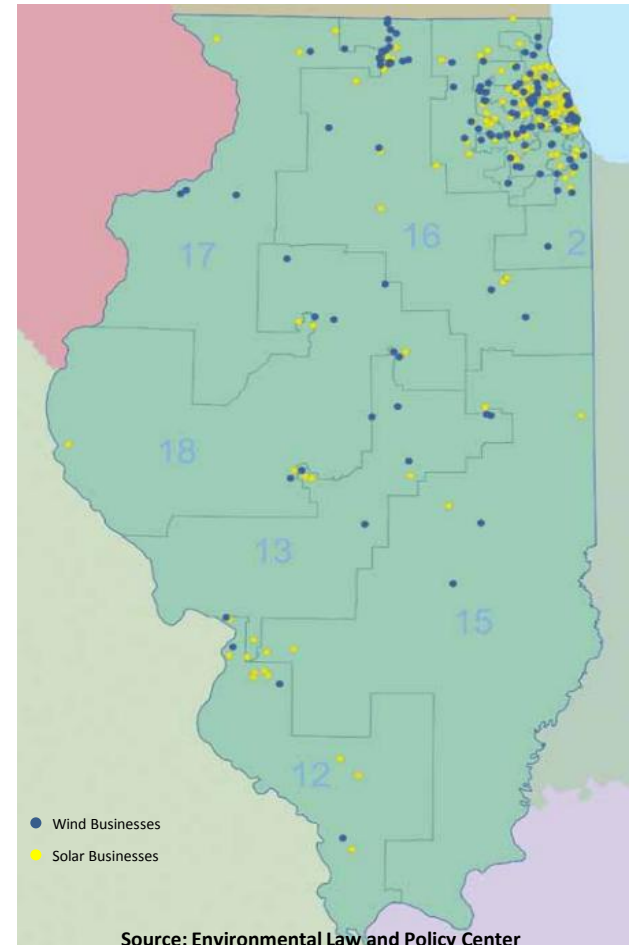 17
16
2
18
13
15
12
Wind Businesses
Solar Businesses
Source: Environmental Law and Policy Center